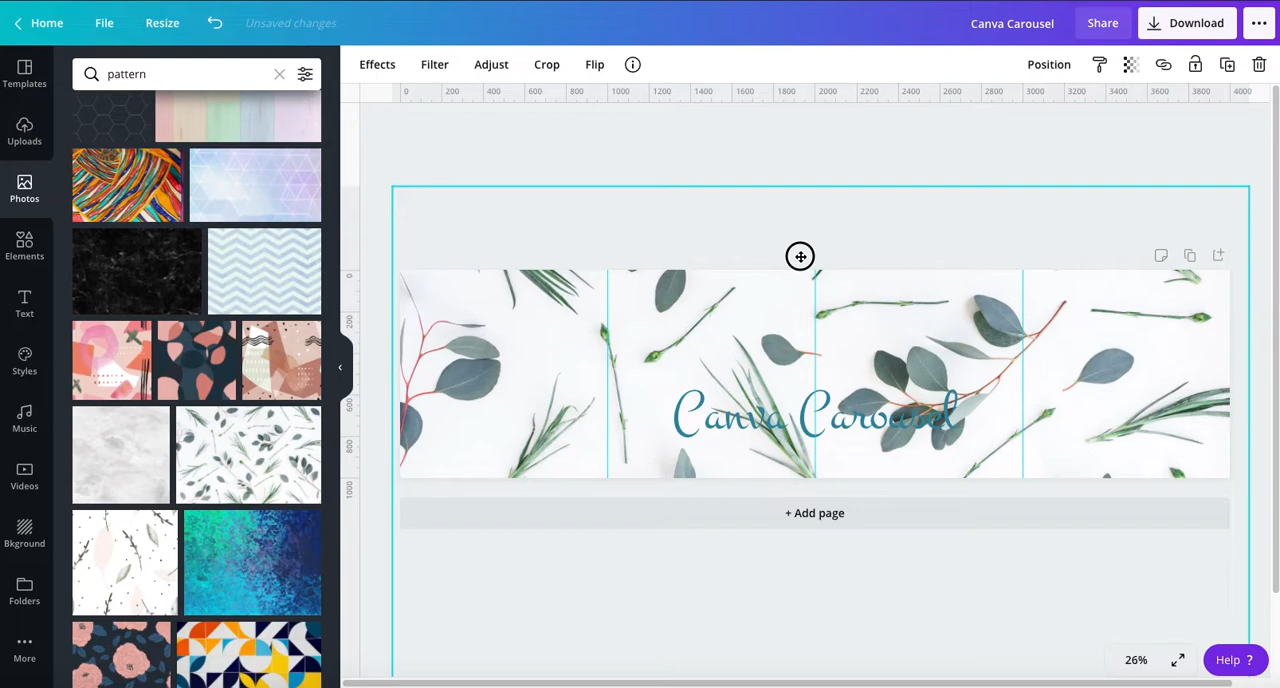 Home File Resize Unsaved changes Canva Carousel Share Download
Templates
Uploads
Photos
Elements
Text
Styles
Music
Videos
Bkground
Folders
More
pattern
Effects Filter Adjust Crop Flip Position
0 200 400 600 800 1000 1200 1400 1600 1800 2000 2200 2400 2600 2800 3000 3200 3400 3600 3800 4000
0
200
400
600
800
1000
Canva Carousel
+ Add page
26% Help ?